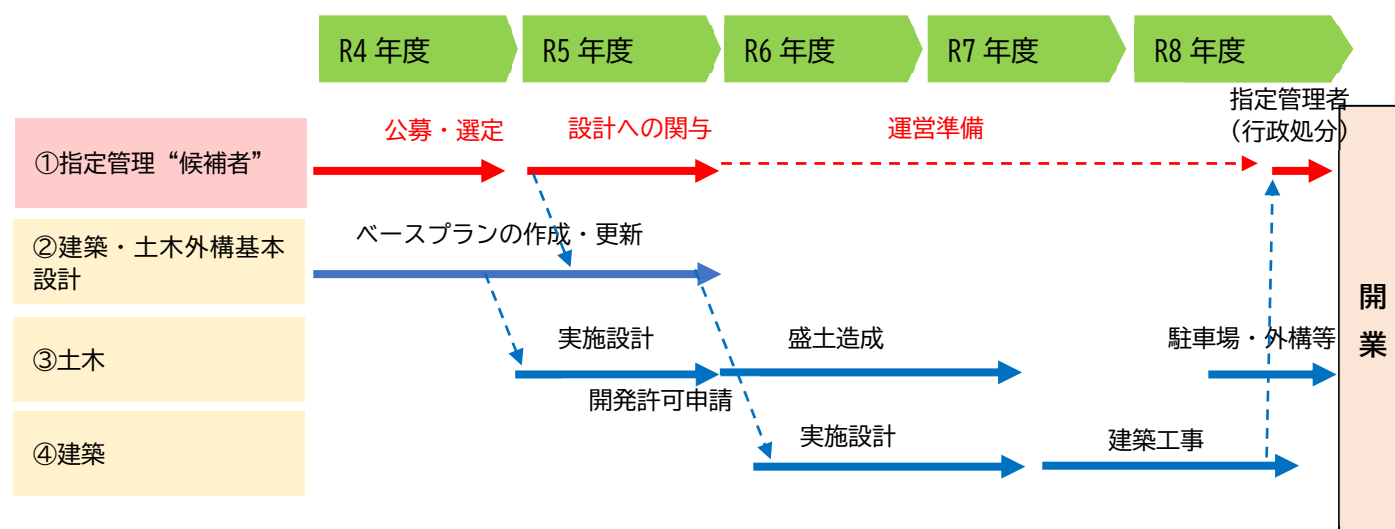 R4 年度
R5 年度
R6 年度
R7 年度
R8 年度
指定管理者
（行政処分）
公募・選定
設計への関与
運営準備
①指定管理“候補者”
ベースプランの作成・更新
②建築・土木外構基本
設計
開業
実施設計
盛土造成
駐車場・外構等
③土木
開発許可申請
実施設計
建築工事
④建築